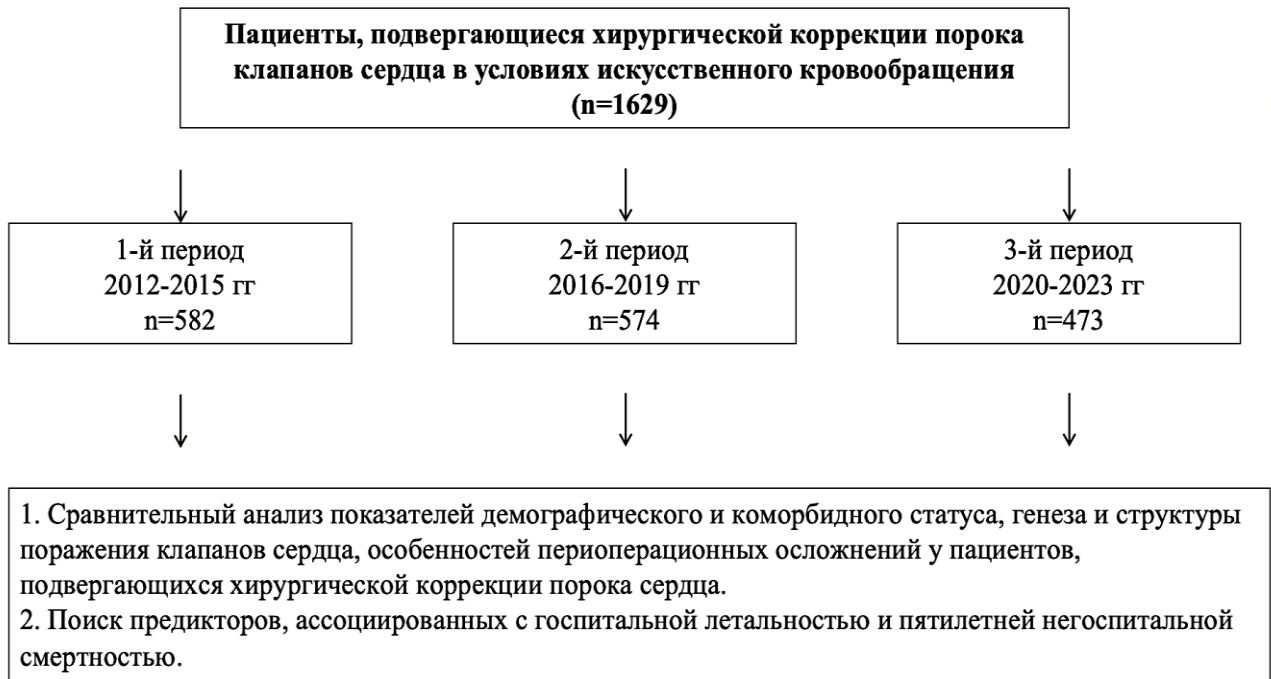 Пациенты, подвергающиеся хирургической коррекции порока
клапанов сердца в условиях искусственного кровообращения
(n=1629)
1-й период
2012-2015 гг
n=582
2-й период
2016-2019 гг
n=574
3-й период
2020-2023 гг
n=473
1. Сравнительный анализ показателей демографического и коморбидного статуса, генеза и структуры
поражения клапанов сердца, особенностей периоперационных осложнений у пациентов,
подвергающихся хирургической коррекции порока сердца.
2. Поиск предикторов, ассоциированных с госпитальной летальностью и пятилетней негоспитальной
смертностью.